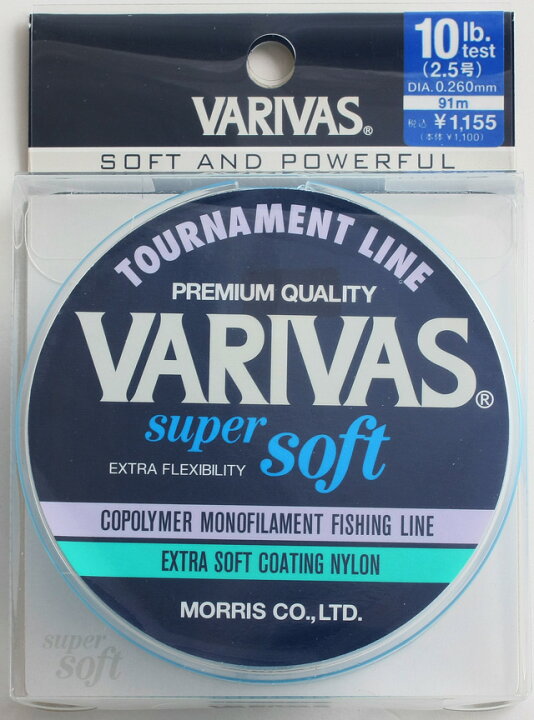 10 lb.
test
(2.5号)
DIA. 0.260mm
91m
税込 ¥1,155
(本体 ¥1,100)
VARIVAS®
SOFT AND POWERFUL
TOURNAMENT LINE
PREMIUM QUALITY
VARIVAS®
super soft
EXTRA FLEXIBILITY
COPOLYMER MONOFILAMENT FISHING LINE
EXTRA SOFT COATING NYLON
MORRIS CO., LTD.
super
soft